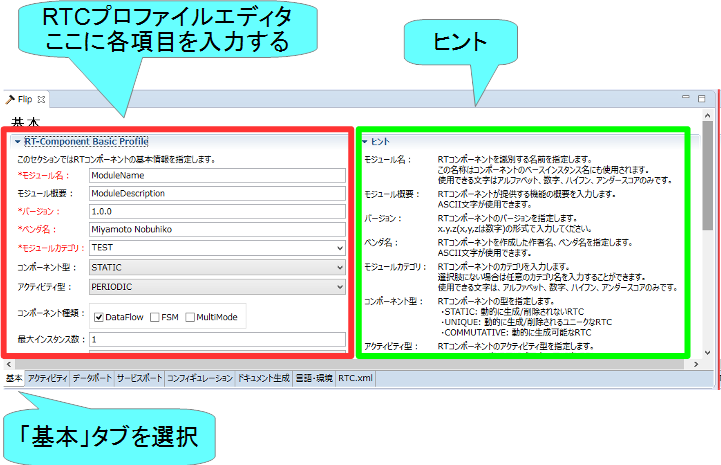 RTCプロファイルエディタ
ここに各項目を入力する
ヒント
Flip
基本
RT-Component Basic Profile
このセクションではRTコンポーネントの基本情報を指定します。
*モジュール名：
ModuleName
モジュール概要：
ModuleDescription
*バージョン：
1.0.0
*ベンダ名：
Miyamoto Nobuhiko
*モジュールカテゴリ：
TEST
コンポーネント型：
STATIC
アクティビティ型：
PERIODIC
コンポーネント種類：
DataFlow
FSM
MultiMode
最大インスタンス数：
1
ヒント
モジュール名：
RTコンポーネントを識別する名前を指定します。
この名称はコンポーネントのベースインスタンス名にも使用されます。
使用できる文字はアルファベット、数字、ハイフン、アンダースコアのみです。
モジュール概要：
RTコンポーネントが提供する機能の概要を入力します。
ASCII文字が使用できます。
バージョン：
RTコンポーネントのバージョンを指定します。
x.y.z(x,y,zは数字)の形式で入力してください。
ベンダ名：
RTコンポーネントを作成した作者名、ベンダ名を指定します。
ASCII文字が使用できます。
モジュールカテゴリ：
RTコンポーネントのカテゴリを入力します。
選択肢にない場合は任意のカテゴリ名を入力することができます。
使用できる文字は、アルファベット、数字、ハイフン、アンダースコアのみです。
コンポーネント型：
RTコンポーネントの型を指定します。
・STATIC: 動的に生成/削除されないRTC
・UNIQUE: 動的に生成/削除されるユニークなRTC
・COMMUTATIVE: 動的に生成可能なRTC
アクティビティ型：
RTコンポーネントのアクティビティ型を指定します。
基本
アクティビティ
データポート
サービスポート
コンフィギュレーション
ドキュメント生成
言語・環境
RTC.xml
「基本」タブを選択